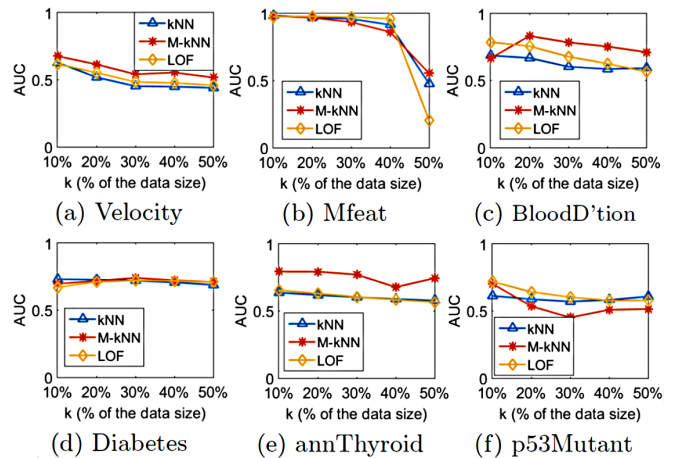 AUC
1
0.5
0
kNN
M-kNN
LOF
10% 20% 30% 40% 50%
k (% of the data size)
(a) Velocity
AUC
1
0.5
0
kNN
M-kNN
LOF
10% 20% 30% 40% 50%
k (% of the data size)
(b) Mfeat
AUC
1
0.5
0
kNN
M-kNN
LOF
10% 20% 30% 40% 50%
k (% of the data size)
(c) BloodD'tion
AUC
1
0.5
0
kNN
M-kNN
LOF
10% 20% 30% 40% 50%
k (% of the data size)
(d) Diabetes
AUC
1
0.5
0
kNN
M-kNN
LOF
10% 20% 30% 40% 50%
k (% of the data size)
(e) annThyroid
AUC
1
0.5
0
kNN
M-kNN
LOF
10% 20% 30% 40% 50%
k (% of the data size)
(f) p53Mutant